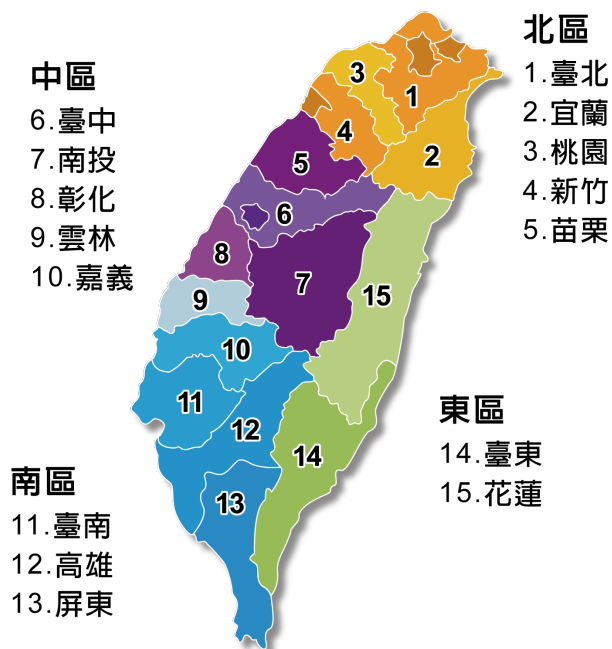 北區
1.臺北
2.宜蘭
3.桃園
4.新竹
5.苗栗
中區
6.臺中
7.南投
8.彰化
9.雲林
10.嘉義
東區
14.臺東
15.花蓮
南區
11.臺南
12.高雄
13.屏東
3
1
4
2
5
6
8
7
15
9
10
11
12
14
13